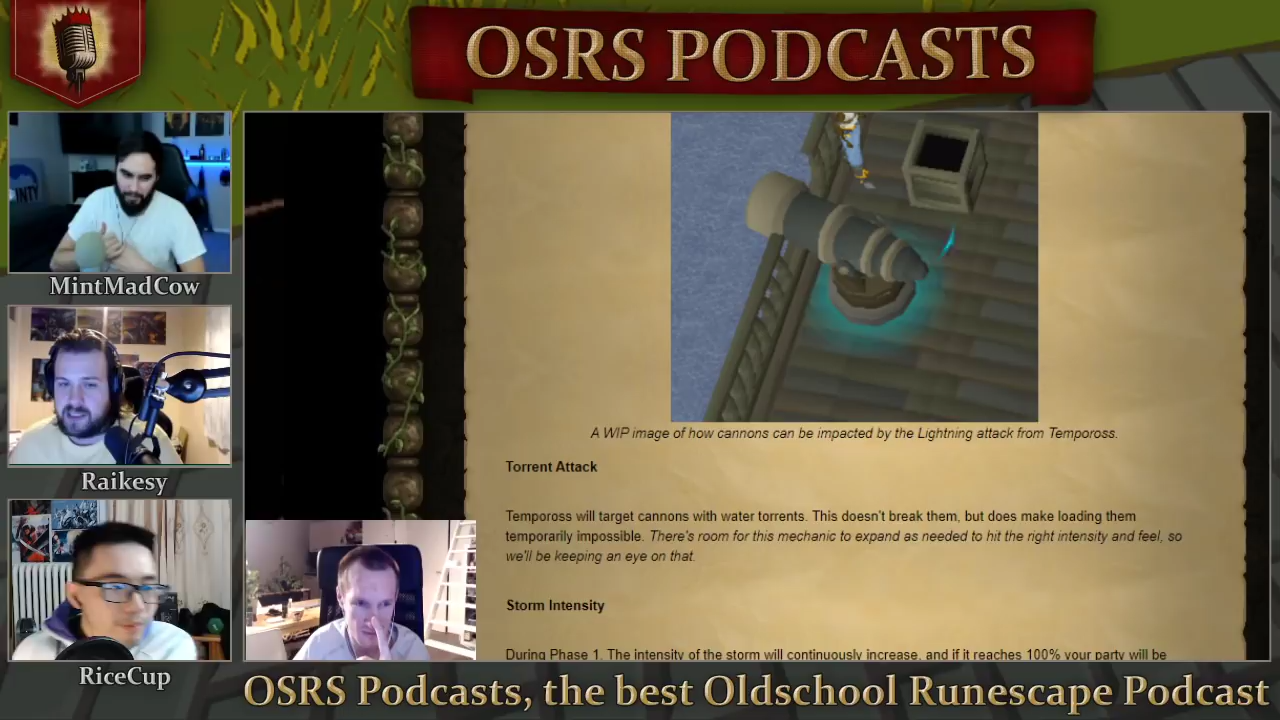 OSRS PODCASTS
INTY
MintMadCow
Raikesy
RiceCup
A WIP image of how cannons can be impacted by the Lightning attack from Tempoross.
Torrent Attack
Tempoross will target cannons with water torrents. This doesn't break them, but does make loading them
temporarily impossible. There's room for this mechanic to expand as needed to hit the right intensity and feel, so
we'll be keeping an eye on that.
Storm Intensity
During Phase 1. The intensity of the storm will continuously increase, and if it reaches 100% your party will be
OSRS Podcasts, the best Oldschool Runescape Podcast